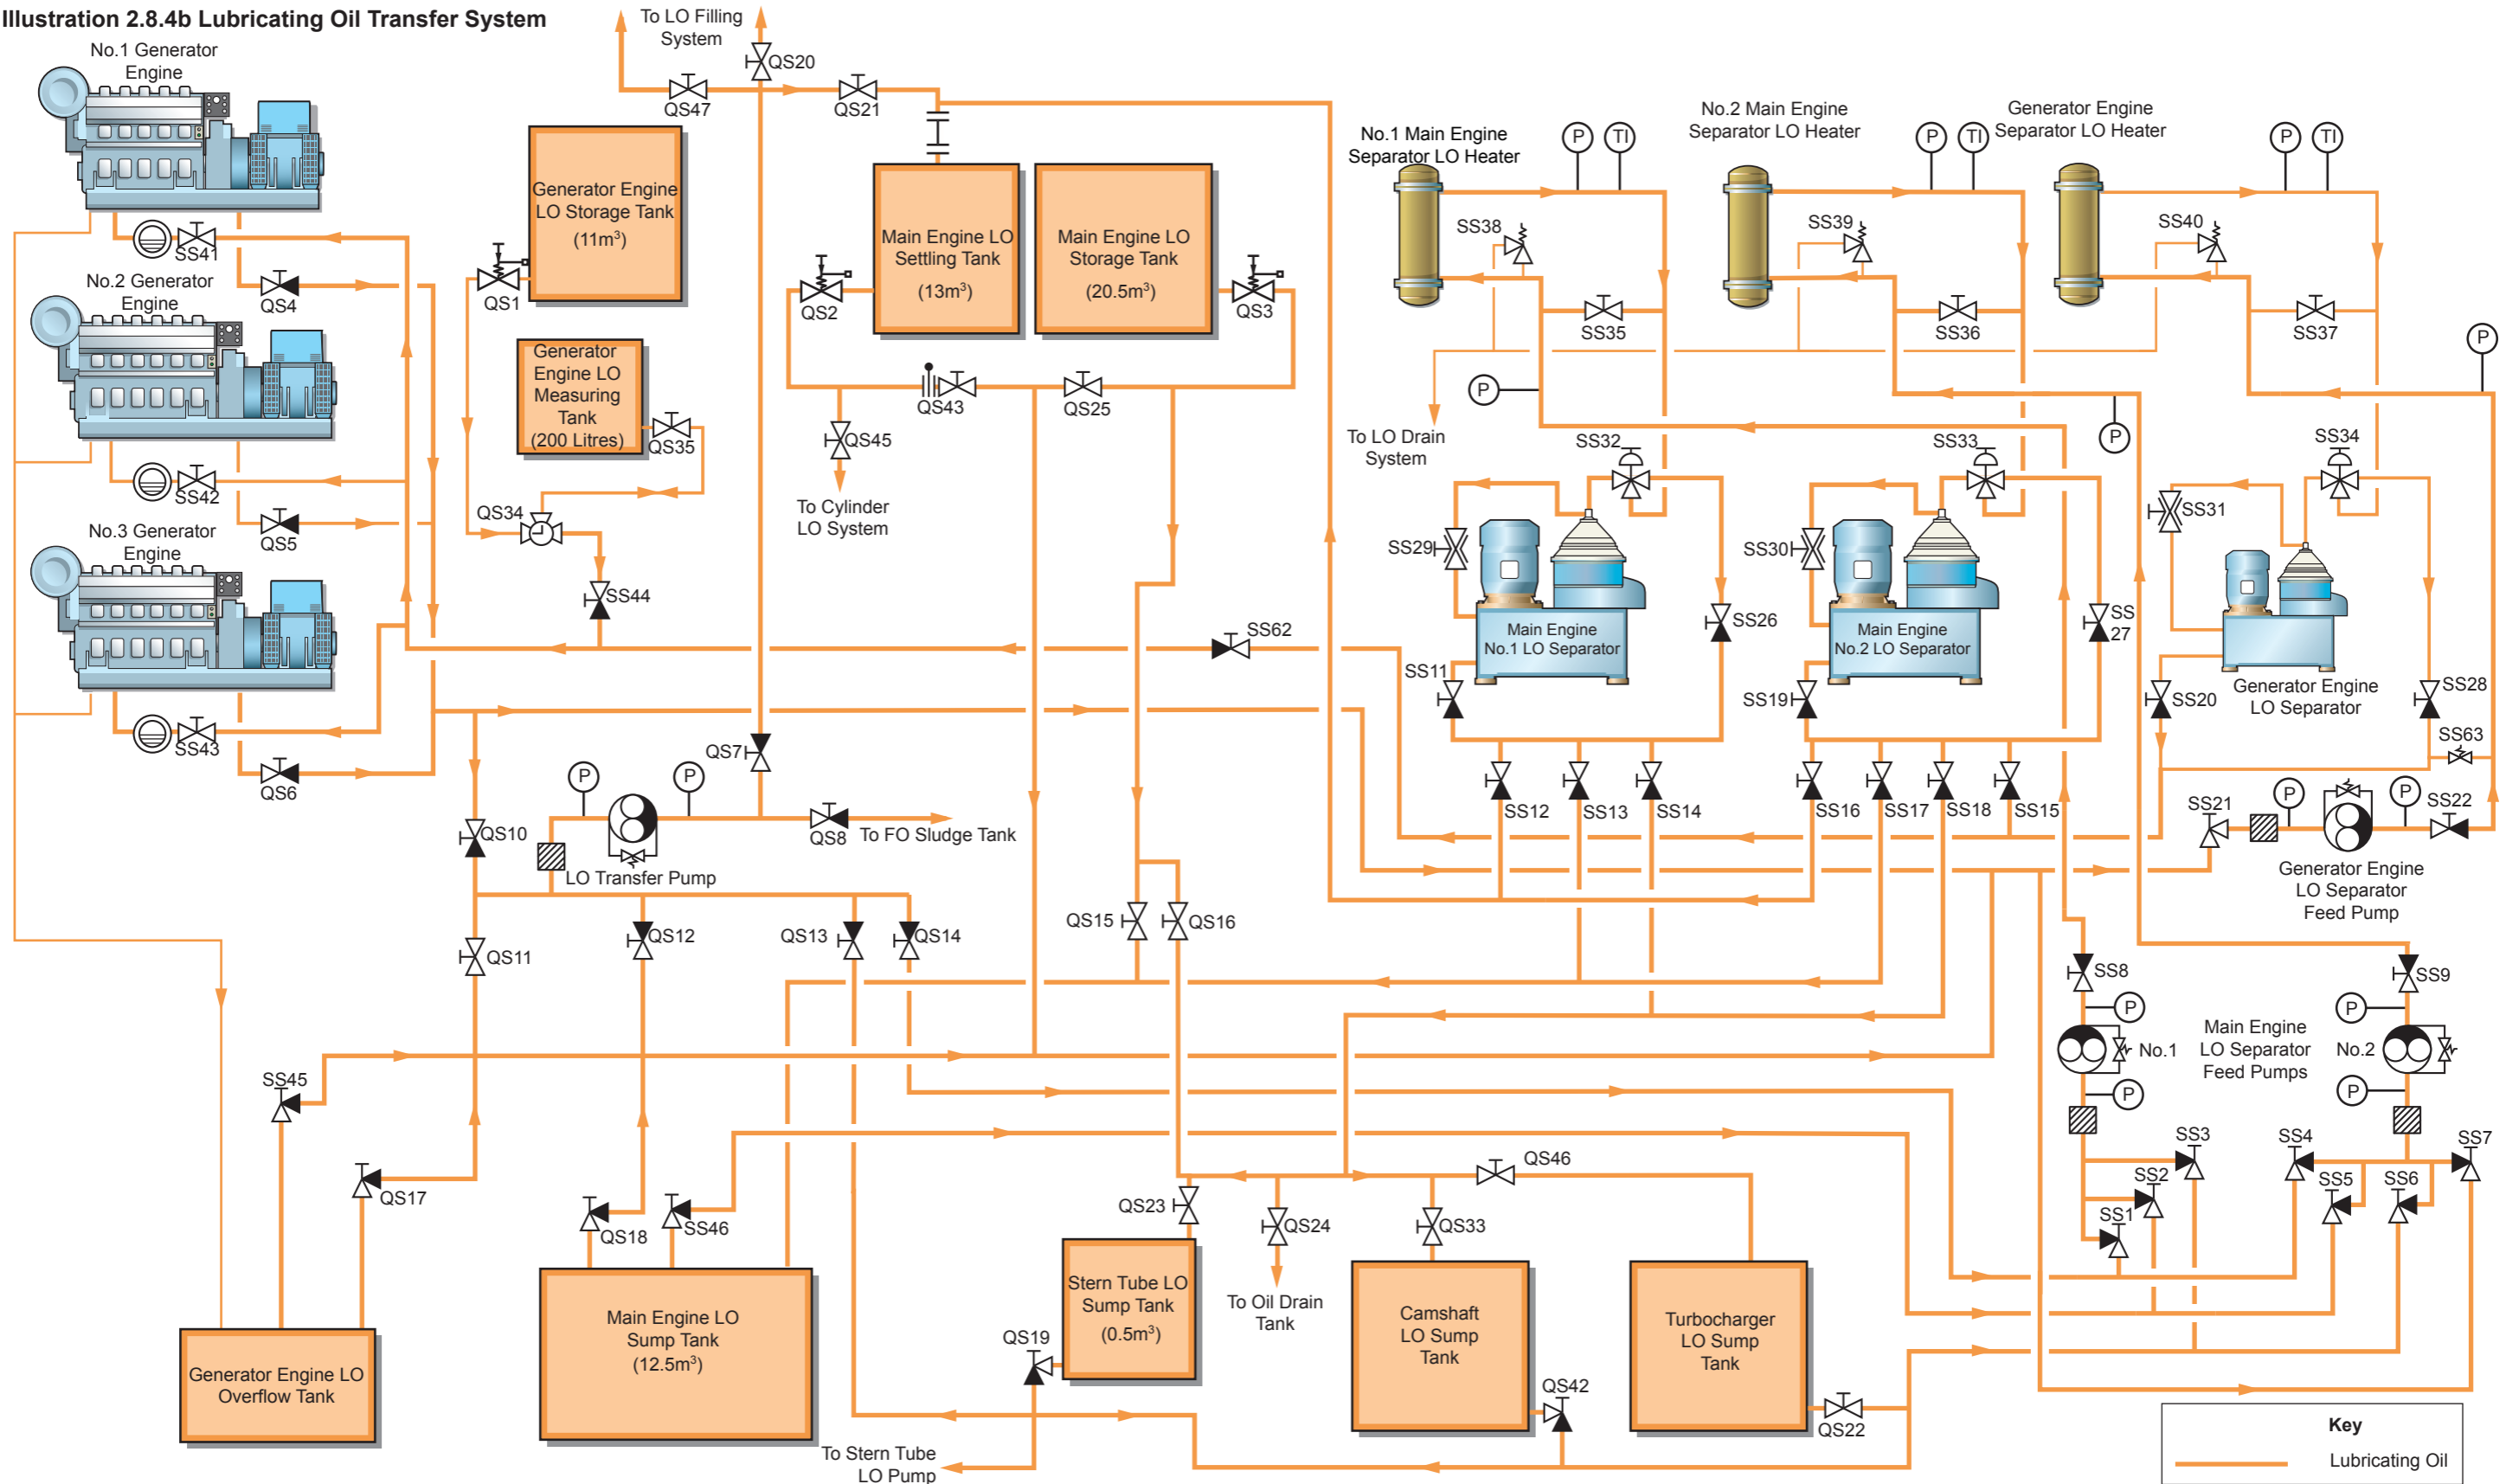 Illustration 2.8.4b Lubricating Oil Transfer System
To LO Filling
System
No.1 Generator
Engine
QS20
QS47
QS21
No.1 Main Engine
Separator LO Heater
No.2 Main Engine
Separator LO Heater
Generator Engine
Separator LO Heater
P
TI
P
TI
P
TI
Generator Engine
LO Storage Tank
(11m³)
Main Engine LO
Settling Tank
(13m³)
Main Engine LO
Storage Tank
(20.5m³)
SS38
SS39
SS40
SS41
QS4
QS1
QS2
QS3
No.2 Generator
Engine
SS35
SS36
SS37
P
Generator
Engine LO
Measuring
Tank
(200 Litres)
QS35
QS43
QS25
P
P
QS45
To LO Drain
System
SS32
SS33
SS34
SS42
To Cylinder
LO System
QS34
QS5
No.3 Generator
Engine
SS29
SS30
SS31
SS44
SS26
SS
27
Main Engine
No.1 LO Separator
Main Engine
No.2 LO Separator
SS62
SS11
SS19
SS20
Generator Engine
LO Separator
SS28
SS43
QS6
QS7
SS63
P
P
QS10
QS8
To FO Sludge Tank
LO Transfer Pump
SS12
SS13
SS14
SS16
SS17
SS18
SS15
SS21
P
P
SS22
Generator Engine
LO Separator
Feed Pump
QS15
QS16
QS11
QS12
QS13
QS14
SS8
SS9
P
P
No.1
Main Engine
LO Separator
Feed Pumps
No.2
P
P
SS45
QS17
QS18
SS46
QS46
QS23
QS24
QS33
SS3
SS2
SS1
SS4
SS5
SS6
SS7
Main Engine LO
Sump Tank
(12.5m³)
Stern Tube LO
Sump Tank
(0.5m³)
To Oil Drain
Tank
Camshaft
LO Sump
Tank
Turbocharger
LO Sump
Tank
QS19
Generator Engine LO
Overflow Tank
QS42
QS22
To Stern Tube
LO Pump
Key
Lubricating Oil